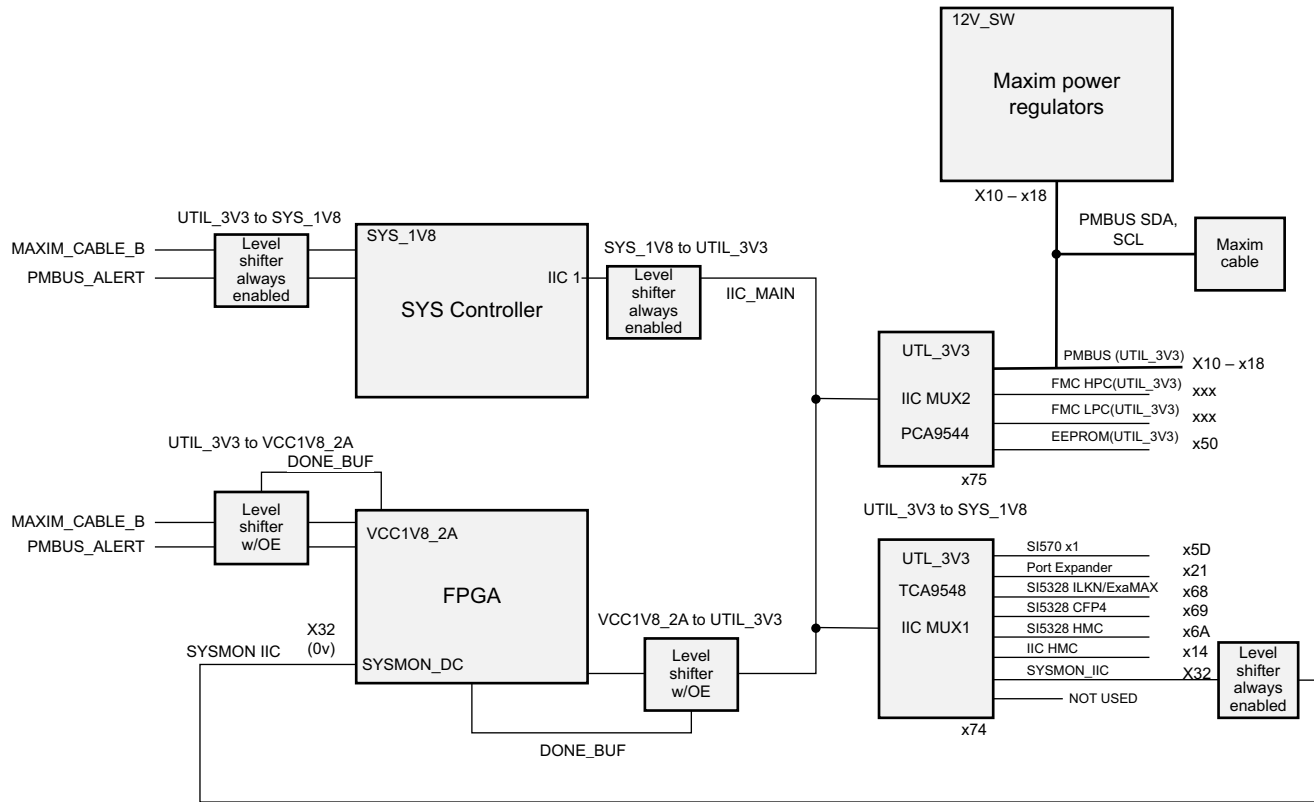 12V_SW
Maxim power
regulators
X10 – x18
PMBUS SDA,
SCL
Maxim
cable
UTIL_3V3 to SYS_1V8
MAXIM_CABLE_B
PMBUS_ALERT
Level
shifter
always
enabled
SYS_1V8
IIC 1
SYS Controller
SYS_1V8 to UTIL_3V3
Level
shifter
always
enabled
IIC_MAIN
UTL_3V3
IIC MUX2
PCA9544
x75
PMBUS (UTIL_3V3)
X10 – x18
FMC HPC(UTIL_3V3)
xxx
FMC LPC(UTIL_3V3)
xxx
EEPROM(UTIL_3V3)
x50
UTIL_3V3 to VCC1V8_2A
DONE_BUF
MAXIM_CABLE_B
PMBUS_ALERT
Level
shifter
w/OE
VCC1V8_2A
FPGA
SYSMON_DC
X32
(0v)
SYSMON IIC
VCC1V8_2A to UTIL_3V3
Level
shifter
w/OE
DONE_BUF
UTIL_3V3 to SYS_1V8
UTL_3V3
TCA9548
IIC MUX1
x74
SI570 x1
x5D
Port Expander
x21
SI5328 ILKN/ExaMAX
x68
SI5328 CFP4
x69
SI5328 HMC
x6A
IIC HMC
x14
SYSMON_IIC
X32
NOT USED
Level
shifter
always
enabled